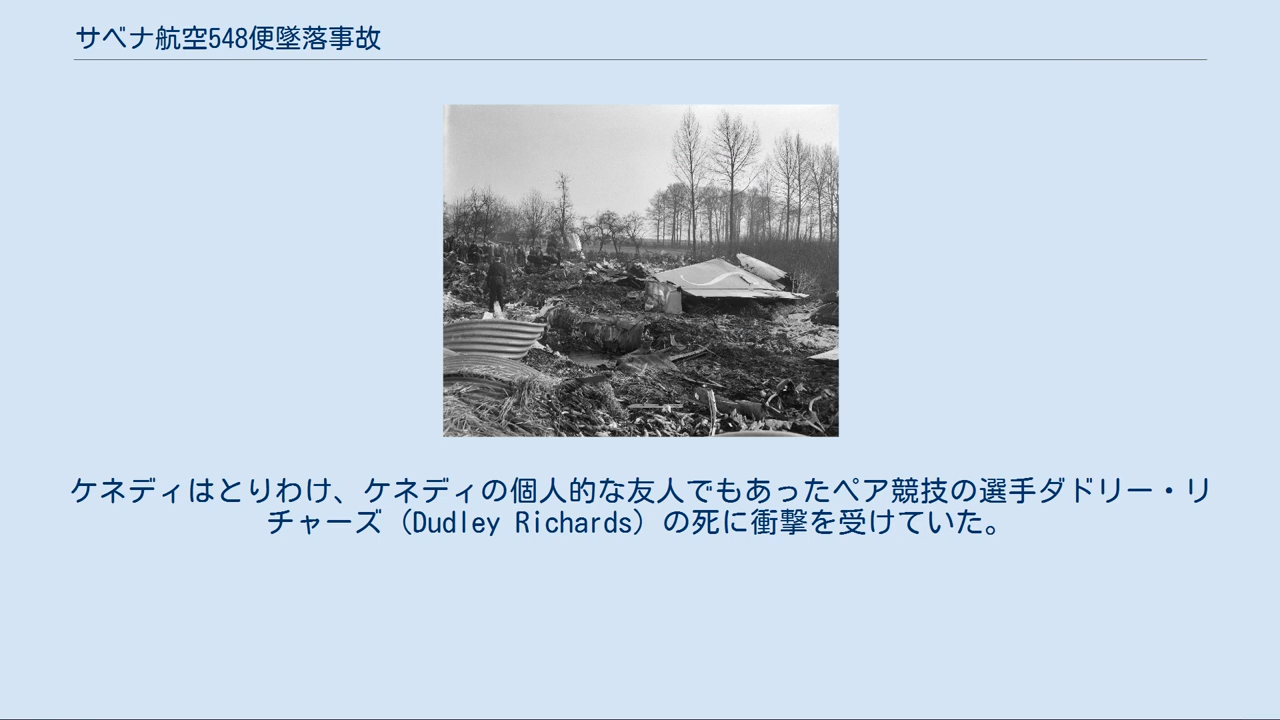 サベナ航空548便墜落事故
ケネディはとりわけ、ケネディの個人的な友人でもあったペア競技の選手ダドリー・リ
チャーズ（Dudley Richards）の死に衝撃を受けていた。